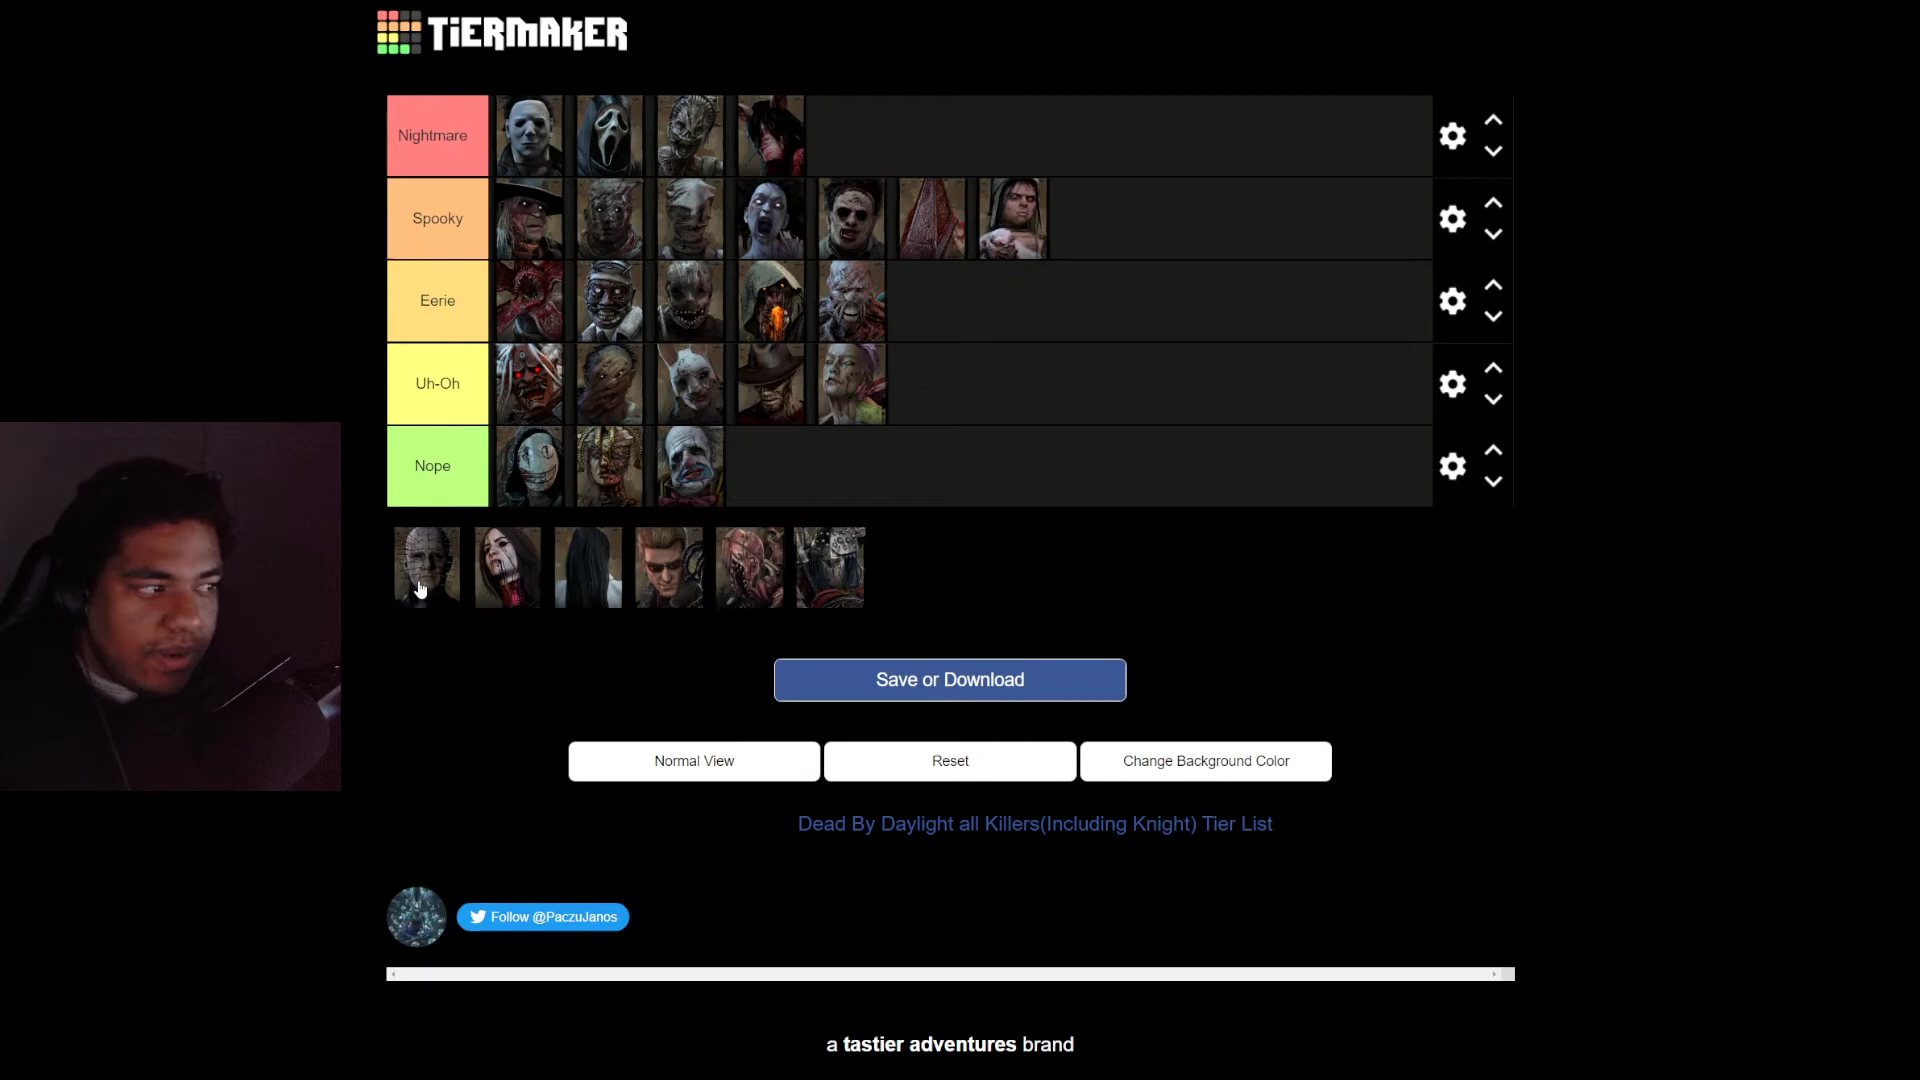 TiERMAKER
Nightmare
Spooky
Eerie
Uh-Oh
Nope
Save or Download
Normal View
Reset
Change Background Color
Dead By Daylight all Killers(Including Knight) Tier List
Follow @PaczuJanos
a tastier adventures brand